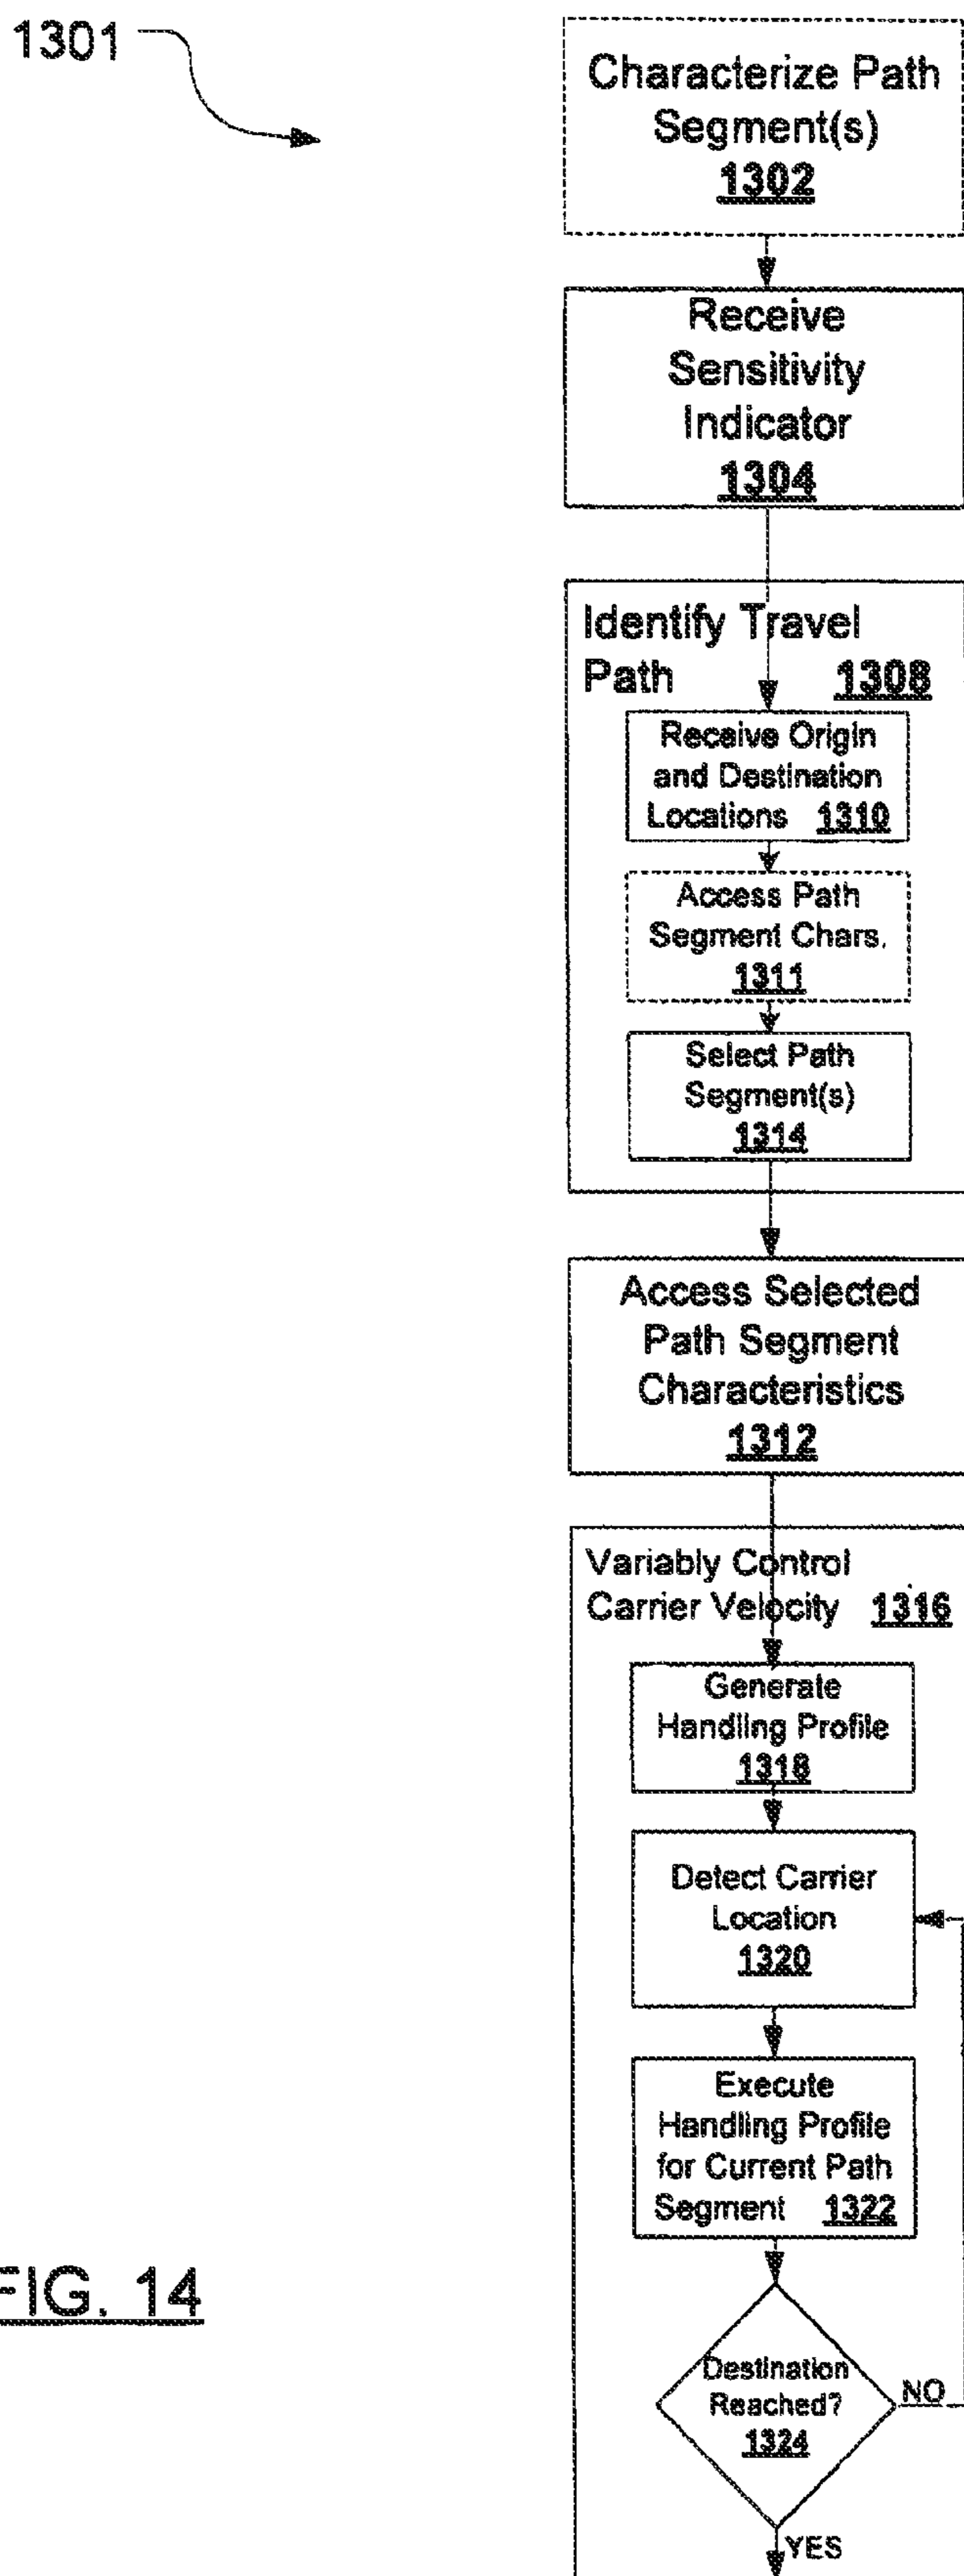 1301
Characterize Path
Segment(s)
1302
Receive
Sensitivity
Indicator
1304
Identify Travel
Path 1308
Receive Origin
and Destination
Locations 1310
Access Path
Segment Chars.
1311
Select Path
Segment(s)
1314
Access Selected
Path Segment
Characteristics
1312
Variably Control
Carrier Velocity 1316
Generate
Handling Profile
1318
Detect Carrier
Location
1320
Execute
Handling Profile
for Current Path
Segment 1322
Destination
Reached?
1324
NO
YES
FIG. 14